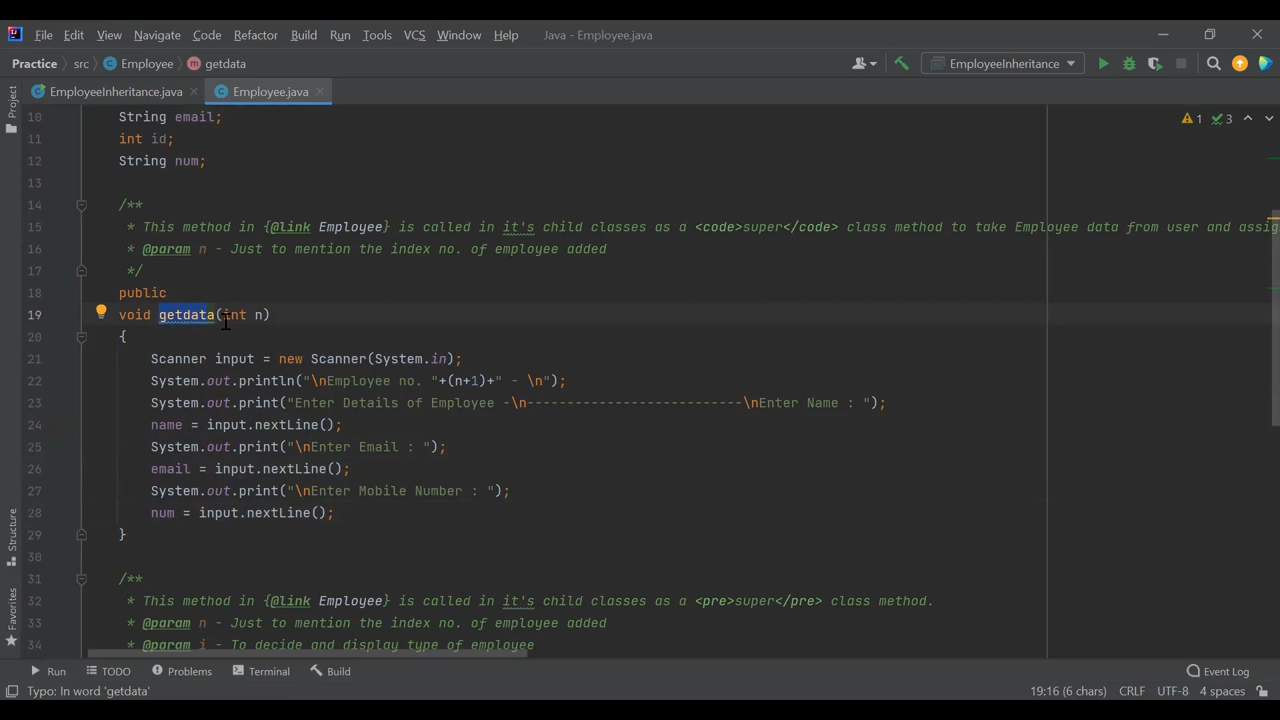 File Edit View Navigate Code Refactor Build Run Tools VCS Window Help Java - Employee.java
Practice src Employee getdata EmployeeInheritance
Project
EmployeeInheritance.java Employee.java
10 String email; 1 3
11 int id;
12 String num;
13
14 /**
15 * This method in {@link Employee} is called in it's child classes as a <code>super</code> class method to take Employee data from user and assig
16 * @param n - Just to mention the index no. of employee added
17 */
18 public
19 void getdata(int n)
20 {
21 Scanner input = new Scanner(System.in);
22 System.out.println("\nEmployee no. "+(n+1)+" - \n");
23 System.out.print("Enter Details of Employee -\n---------------------------\nEnter Name : ");
24 name = input.nextLine();
25 System.out.print("\nEnter Email : ");
26 email = input.nextLine();
27 System.out.print("\nEnter Mobile Number : ");
28 num = input.nextLine();
29 }
30
31 /**
32 * This method in {@link Employee} is called in it's child classes as a <pre>super</pre> class method.
33 * @param n - Just to mention the index no. of employee added
34 * @param i - To decide and display type of employee
Structure
Favorites
Run TODO Problems Terminal Build Event Log
Typo: In word 'getdata' 19:16 (6 chars) CRLF UTF-8 4 spaces